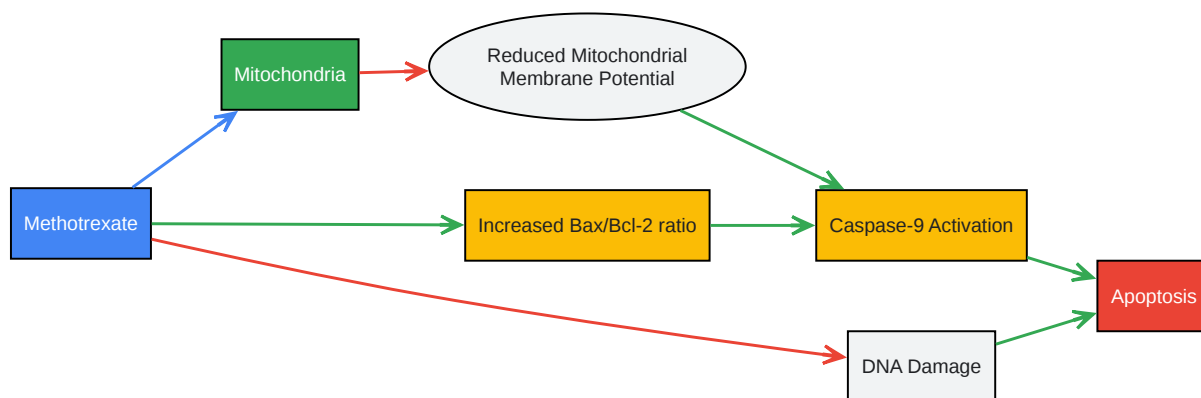 Reduced Mitochondrial
Membrane Potential
Mitochondria
Methotrexate
Increased Bax/Bcl-2 ratio
Caspase-9 Activation
Apoptosis
DNA Damage